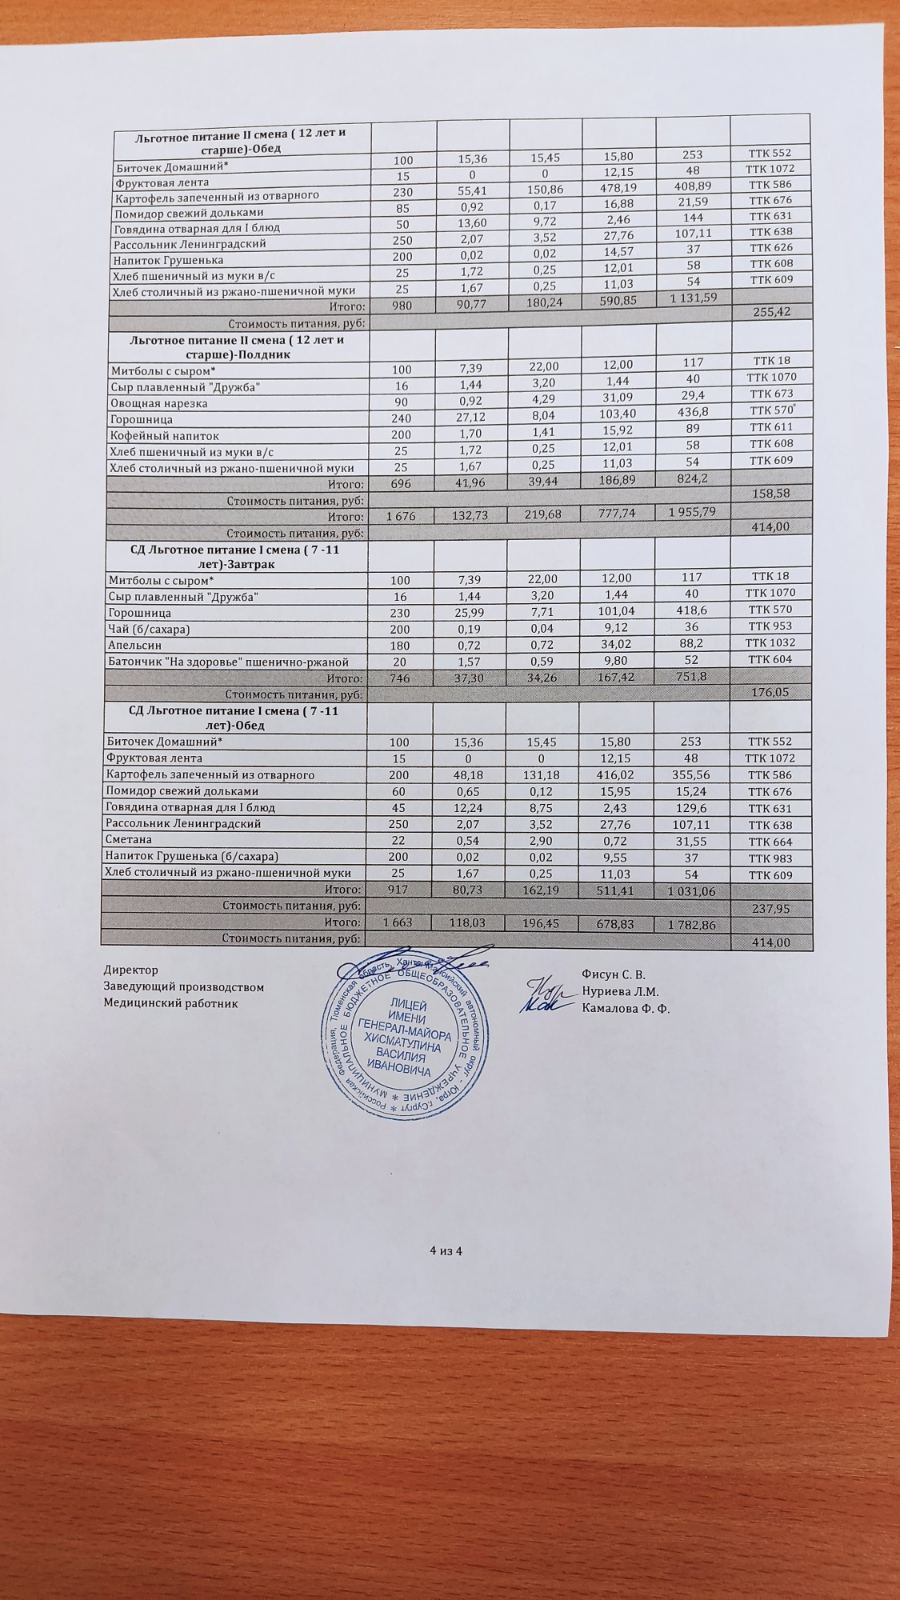 Льготное питание II смена ( 12 лет и
старше)-Обед
Биточек Домашний* 100 15,36 15,45 15,80 253 ТТК 552
Фруктовая лента 15 0 0 12,15 48 ТТК 1072
Картофель запеченный из отварного 230 55,41 150,86 478,19 408,89 ТТК 586
Помидор свежий дольками 85 0,92 0,17 16,88 21,59 ТТК 676
Говядина отварная для I блюд 50 13,60 9,72 2,46 144 ТТК 631
Рассольник Ленинградский 250 2,07 3,52 27,76 107,11 ТТК 638
Напиток Грушенька 200 0,02 0,02 14,57 37 ТТК 626
Хлеб пшеничный из муки в/с 25 1,72 0,25 12,01 58 ТТК 608
Хлеб столичный из ржано-пшеничной муки 25 1,67 0,25 11,03 54 ТТК 609
Итого: 980 90,77 180,24 590,85 1 131,59
Стоимость питания, руб: 255,42
Льготное питание II смена ( 12 лет и
старше)-Полдник
Митболы с сыром* 100 7,39 22,00 12,00 117 ТТК 18
Сыр плавленный "Дружба" 16 1,44 3,20 1,44 40 ТТК 1070
Овощная нарезка 90 0,92 4,29 31,09 29,4 ТТК 673
Горошница 240 27,12 8,04 103,40 436,8 ТТК 570
Кофейный напиток 200 1,70 1,41 15,92 89 ТТК 611
Хлеб пшеничный из муки в/с 25 1,72 0,25 12,01 58 ТТК 608
Хлеб столичный из ржано-пшеничной муки 25 1,67 0,25 11,03 54 ТТК 609
Итого: 696 41,96 39,44 186,89 824,2
Стоимость питания, руб: 158,58
Итого: 1 676 132,73 219,68 777,74 1 955,79
Стоимость питания, руб: 414,00
СД Льготное питание I смена ( 7 -11
лет)-Завтрак
Митболы с сыром* 100 7,39 22,00 12,00 117 ТТК 18
Сыр плавленный "Дружба" 16 1,44 3,20 1,44 40 ТТК 1070
Горошница 230 25,99 7,71 101,04 418,6 ТТК 570
Чай (б/сахара) 200 0,19 0,04 9,12 36 ТТК 953
Апельсин 180 0,72 0,72 34,02 88,2 ТТК 1032
Батончик "На здоровье" пшенично-ржаной 20 1,57 0,59 9,80 52 ТТК 604
Итого: 746 37,30 34,26 167,42 751,8
Стоимость питания, руб: 176,05
СД Льготное питание I смена ( 7 -11
лет)-Обед
Биточек Домашний* 100 15,36 15,45 15,80 253 ТТК 552
Фруктовая лента 15 0 0 12,15 48 ТТК 1072
Картофель запеченный из отварного 200 48,18 131,18 416,02 355,56 ТТК 586
Помидор свежий дольками 60 0,65 0,12 15,95 15,24 ТТК 676
Говядина отварная для I блюд 45 12,24 8,75 2,43 129,6 ТТК 631
Рассольник Ленинградский 250 2,07 3,52 27,76 107,11 ТТК 638
Сметана 22 0,54 2,90 0,72 31,55 ТТК 664
Напиток Грушенька (б/сахара) 200 0,02 0,02 9,55 37 ТТК 983
Хлеб столичный из ржано-пшеничной муки 25 1,67 0,25 11,03 54 ТТК 609
Итого: 917 80,73 162,19 511,41 1 031,06
Стоимость питания, руб: 237,95
Итого: 1 663 118,03 196,45 678,83 1 782,86
Стоимость питания, руб: 414,00
Директор Фисун С. В.
Заведующий производством Нуриева Л.М.
Медицинский работник Камалова Ф. Ф.
Российская Федерация, Тюменская область, автономный округ - Югра, г.Сургут
МУНИЦИПАЛЬНОЕ БЮДЖЕТНОЕ ОБЩЕОБРАЗОВАТЕЛЬНОЕ УЧРЕЖДЕНИЕ
ЛИЦЕЙ
ИМЕНИ
ГЕНЕРАЛ-МАЙОРА
ХИСМАТУЛИНА
ВАСИЛИЯ
ИВАНОВИЧА
4 из 4